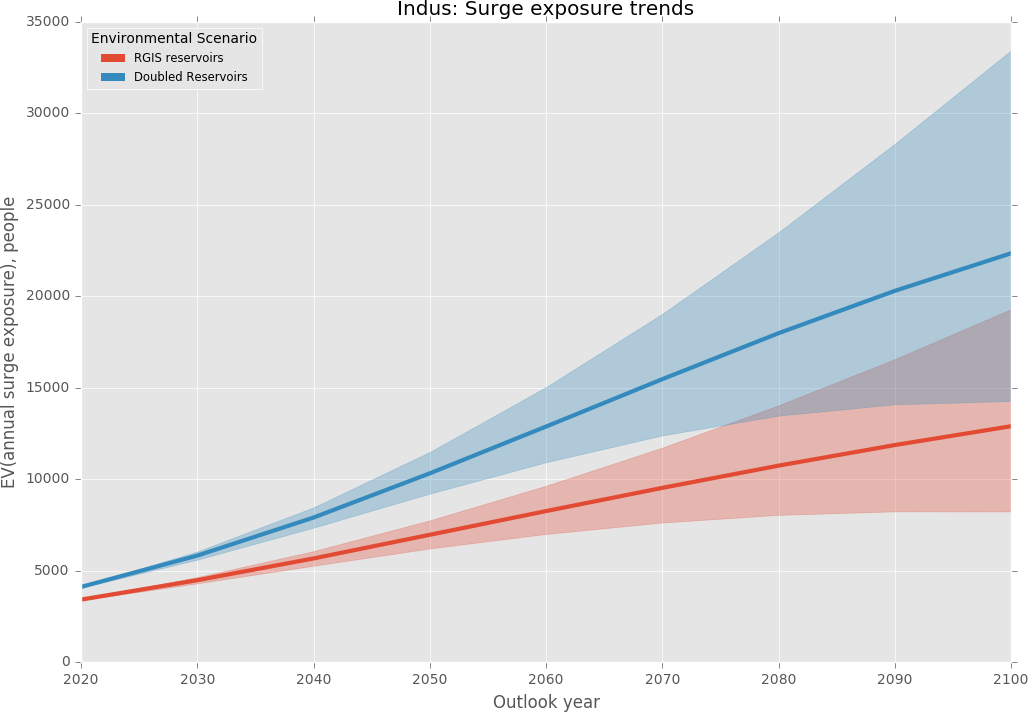 Indus: Surge exposure trends
35000
Environmental Scenario
RGIS reservoirs
Doubled Reservoirs
30000
25000
20000
15000
10000
5000
0
EV(annual surge exposure), people
2020 2030 2040 2050 2060 2070 2080 2090 2100
Outlook year